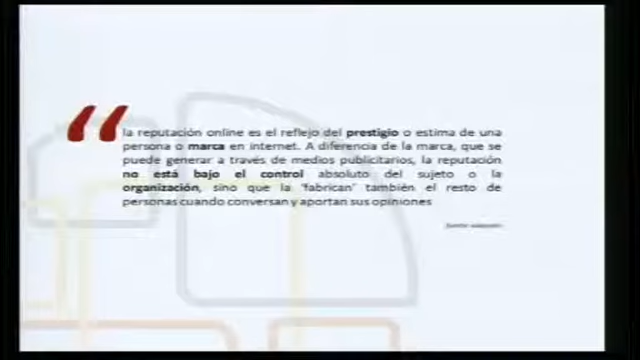 “
la reputación online es el reflejo del prestigio o estima de una
persona o marca en internet. A diferencia de la marca, que se
puede generar a través de medios publicitarios, la reputación
no está bajo el control absoluto del sujeto o la
organización, sino que la 'fabrican' también el resto de
personas cuando conversan y aportan sus opiniones